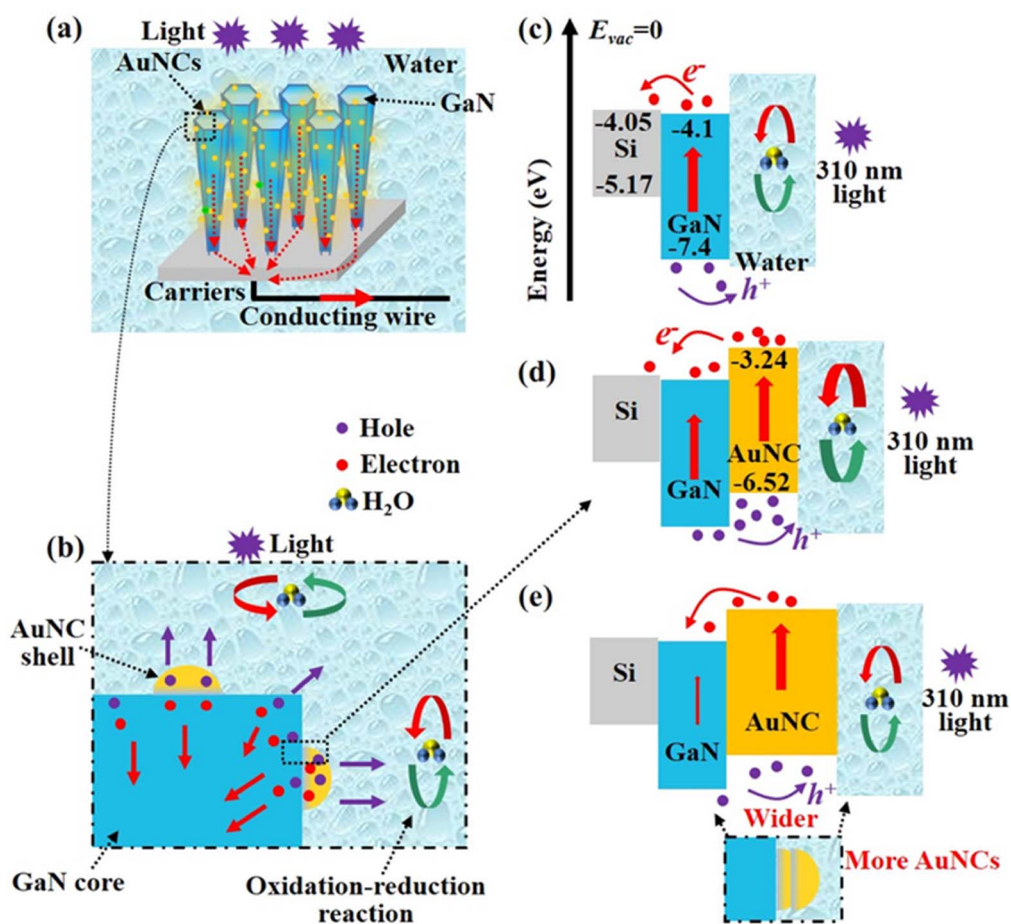 (a)
Light
AuNCs
Water
GaN
Carriers
Conducting wire
Hole
Electron
H₂O
(b)
Light
AuNC
shell
GaN core
Oxidation-reduction
reaction
(c)
Evac=0
Energy (eV)
e-
-4.05
Si
-5.17
-4.1
GaN
-7.4
Water
h+
310 nm
light
(d)
e-
Si
GaN
-3.24
AuNC
-6.52
h+
310 nm
light
(e)
Si
GaN
AuNC
h+
310 nm
light
Wider
More AuNCs